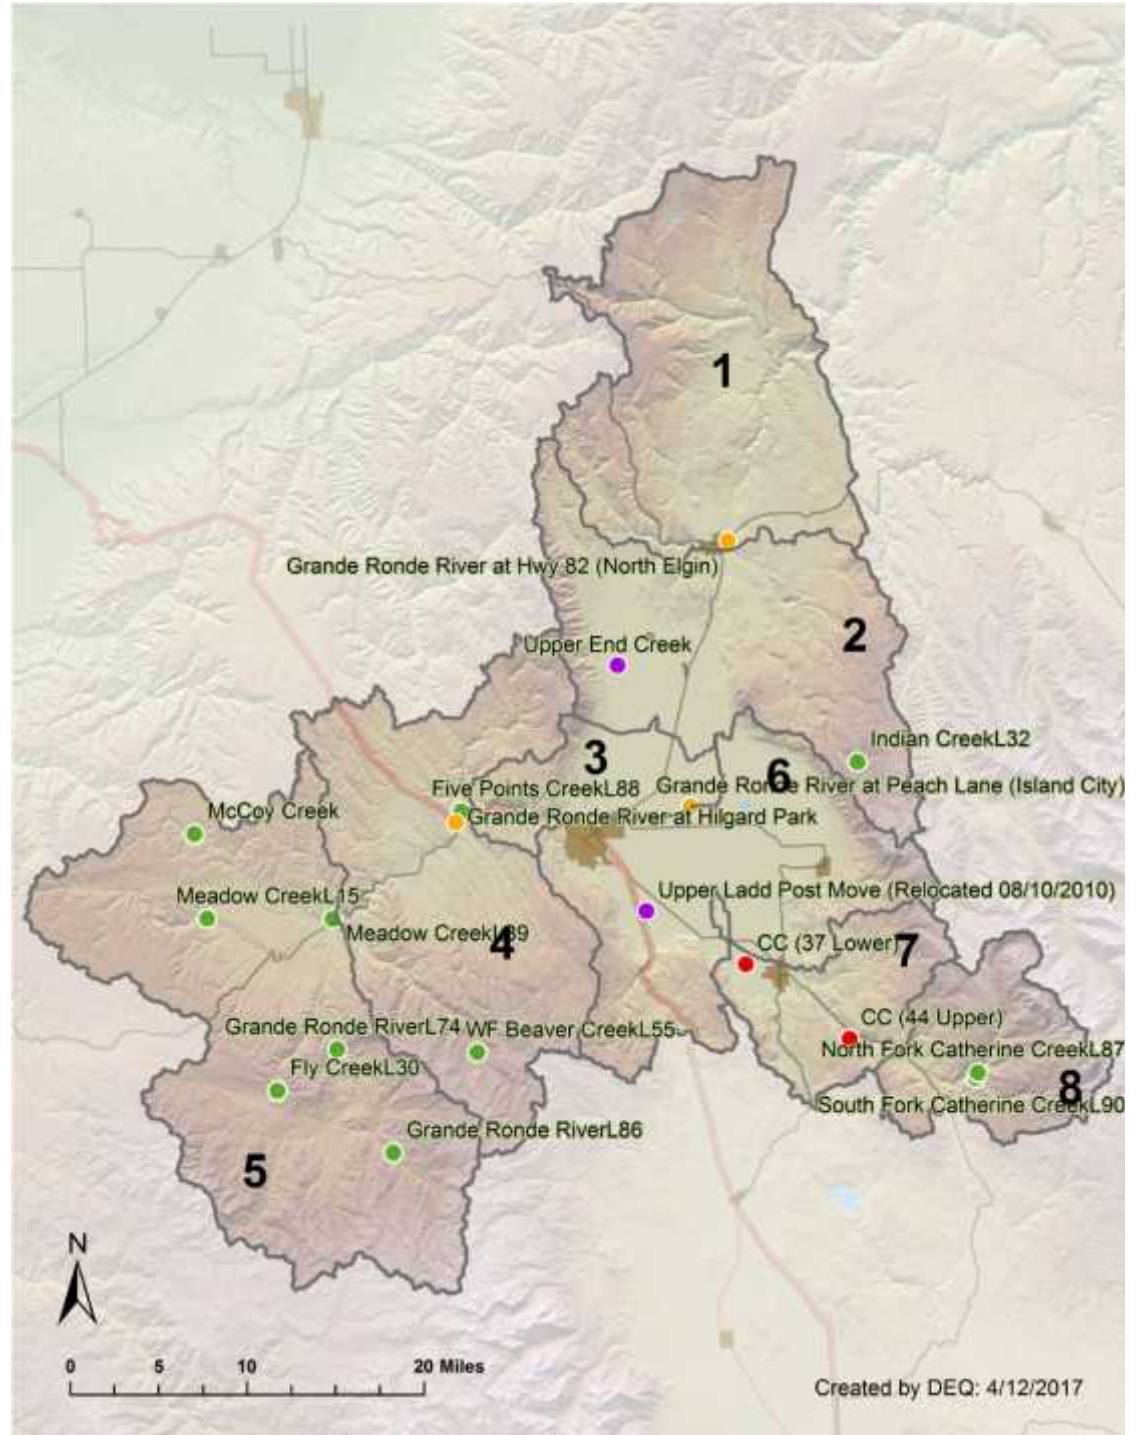 1
Grande Ronde River at Hwy 82 (North Elgin)
2
Upper End Creek
Indian CreekL32
3
6
Grande Ronde River at Peach Lane (Island City)
Five Points CreekL88
McCoy Creek
Grande Ronde River at Hilgard Park
Meadow CreekL15
Upper Ladd Post Move (Relocated 08/10/2010)
Meadow CreekL39
4
CC (37 Lower)
7
CC (44 Upper)
Grande Ronde RiverL74
WF Beaver CreekL55
North Fork Catherine CreekL87
Fly CreekL30
8
South Fork Catherine CreekL90
Grande Ronde RiverL86
5
N
0 5 10 20 Miles
Created by DEQ: 4/12/2017